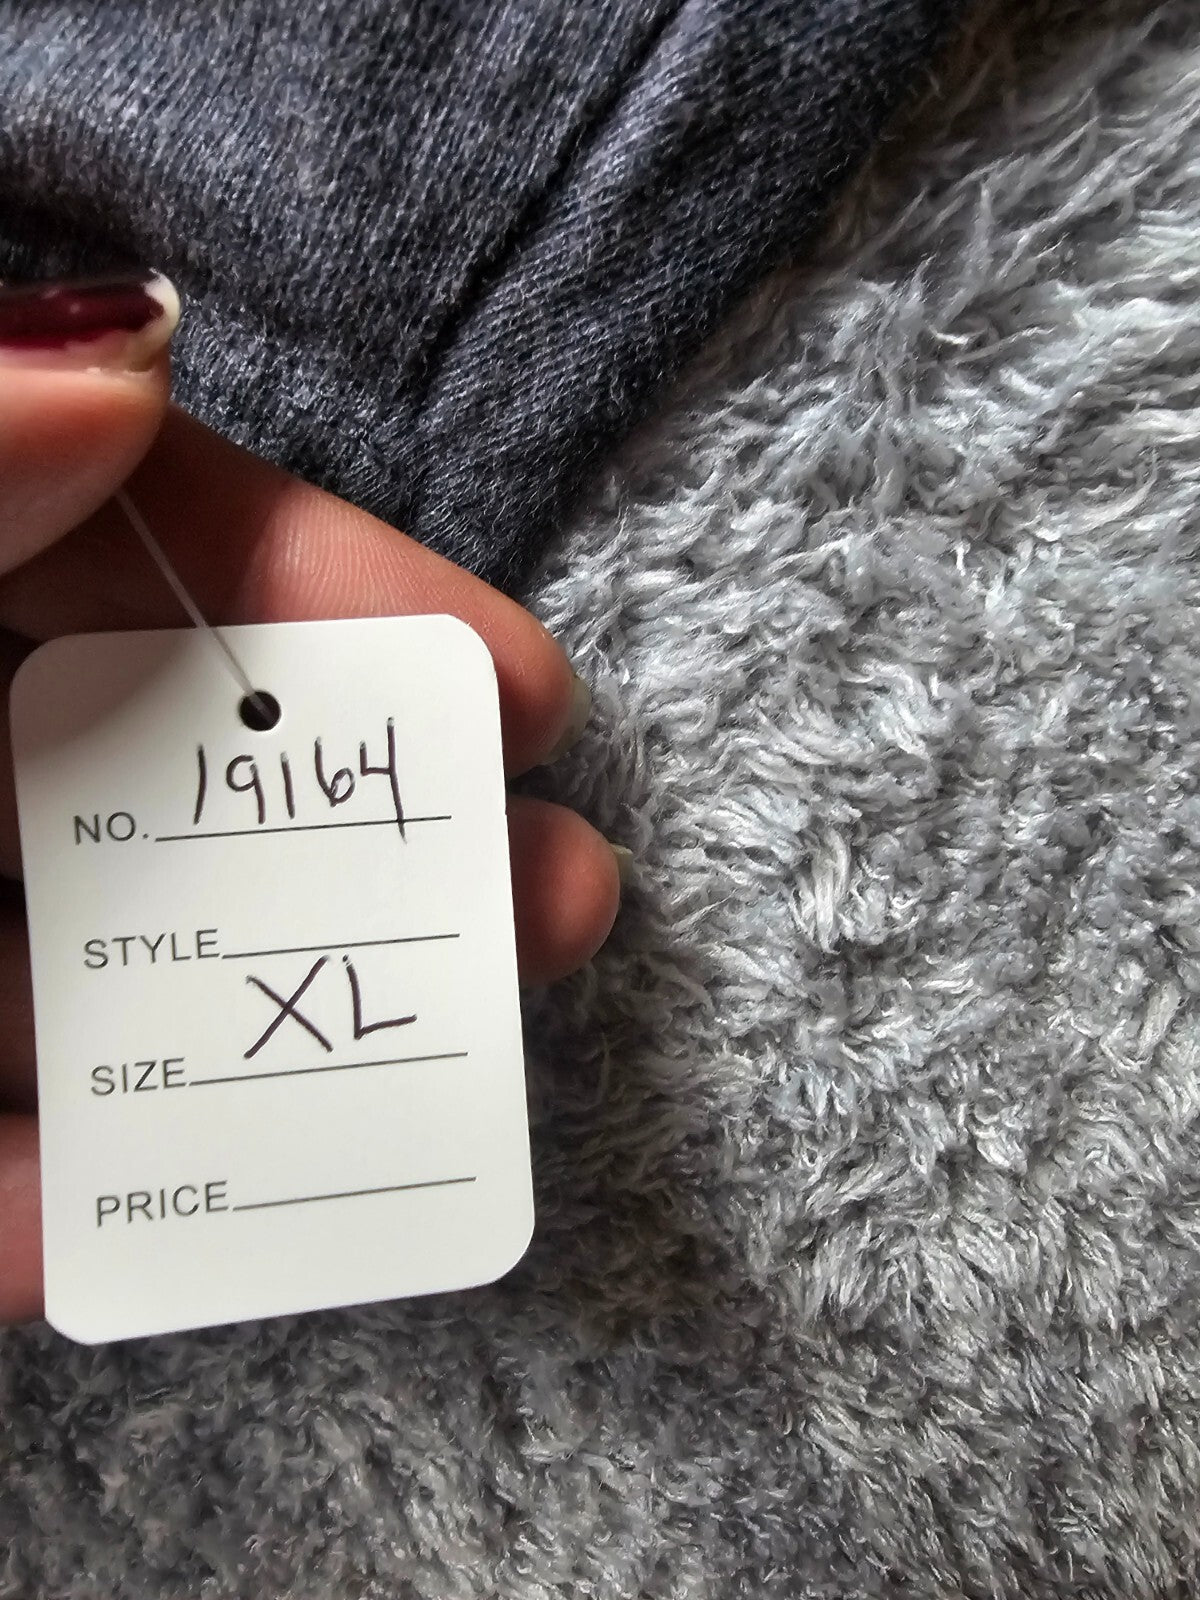 NO. 19164
STYLE
SIZE XL
PRICE